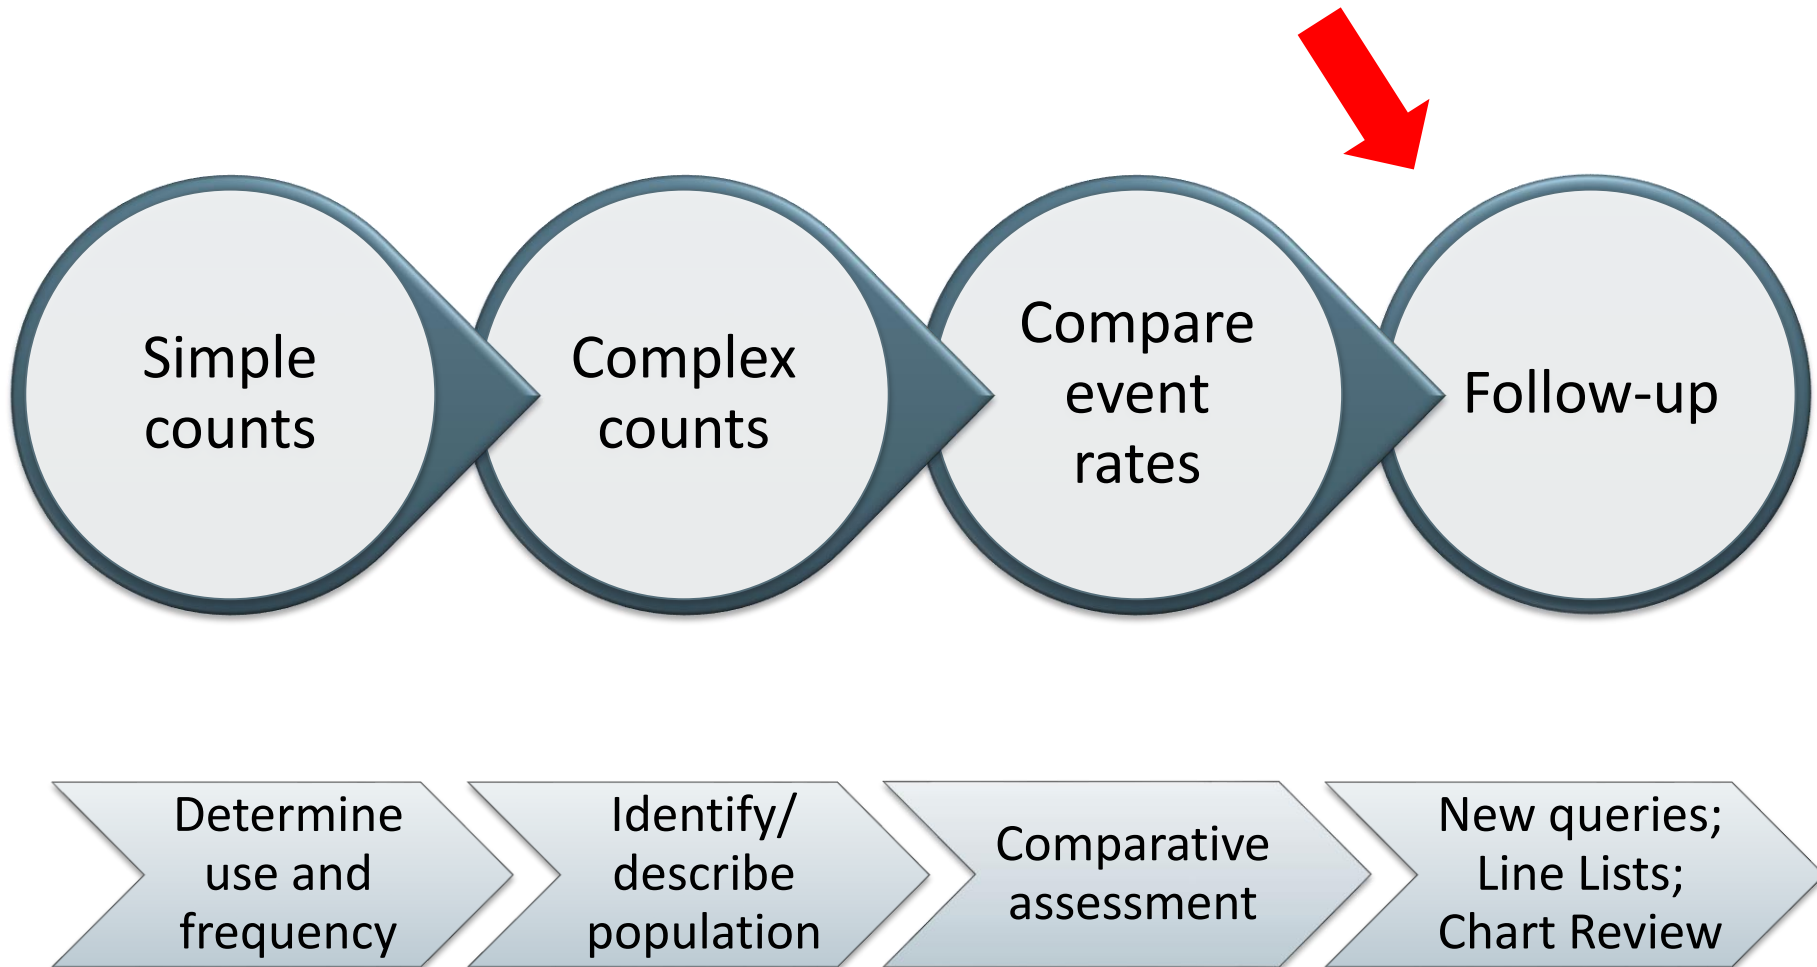 Simple
counts
Complex
counts
Compare
event
rates
Follow-up
Determine
use and
frequency
Identify/
describe
population
Comparative
assessment
New queries;
Line Lists;
Chart Review